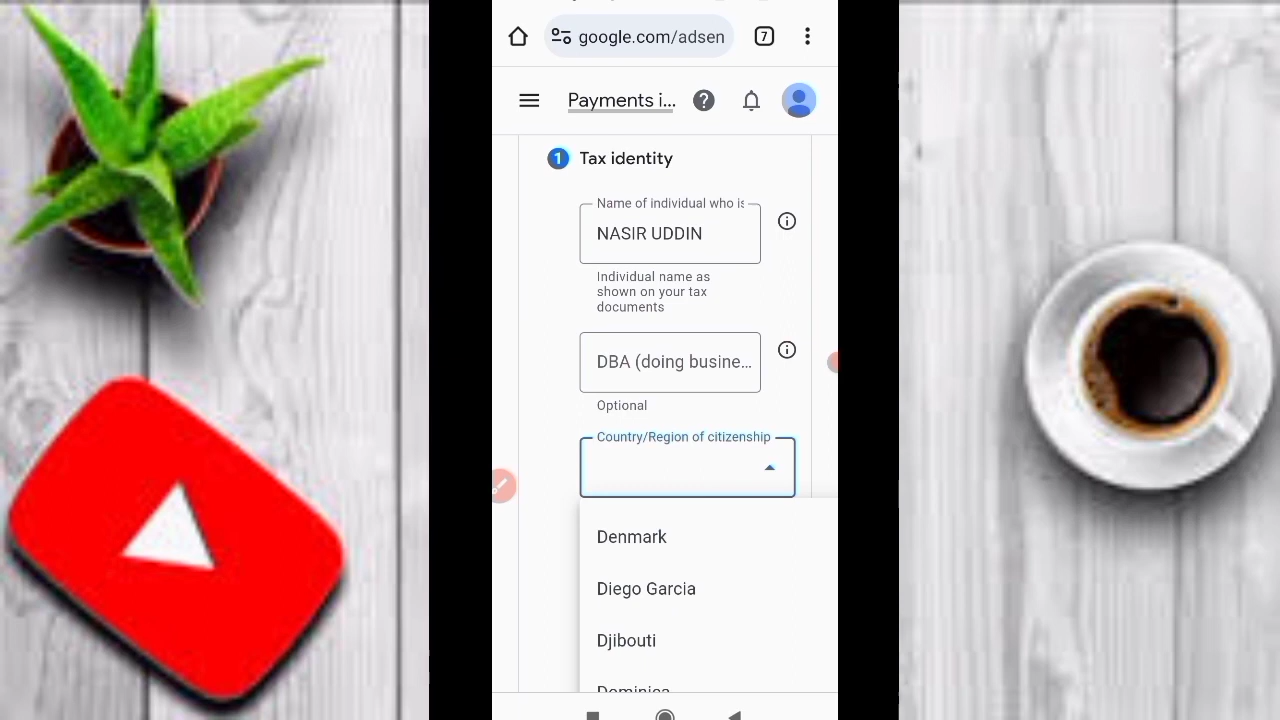 google.com/adsen
7
Payments i...
1 Tax identity
Name of individual who is
NASIR UDDIN
Individual name as
shown on your tax
documents
DBA (doing busine...
Optional
Country/Region of citizenship
Denmark
Diego Garcia
Djibouti
Dominica